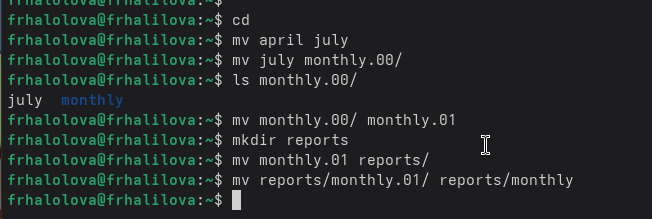 frhalolova@frhalilova:~$ cd
frhalolova@frhalilova:~$ mv april july
frhalolova@frhalilova:~$ mv july monthly.00/
frhalolova@frhalilova:~$ ls monthly.00/
july  monthly
frhalolova@frhalilova:~$ mv monthly.00/ monthly.01
frhalolova@frhalilova:~$ mkdir reports
frhalolova@frhalilova:~$ mv monthly.01 reports/
frhalolova@frhalilova:~$ mv reports/monthly.01/ reports/monthly
frhalolova@frhalilova:~$